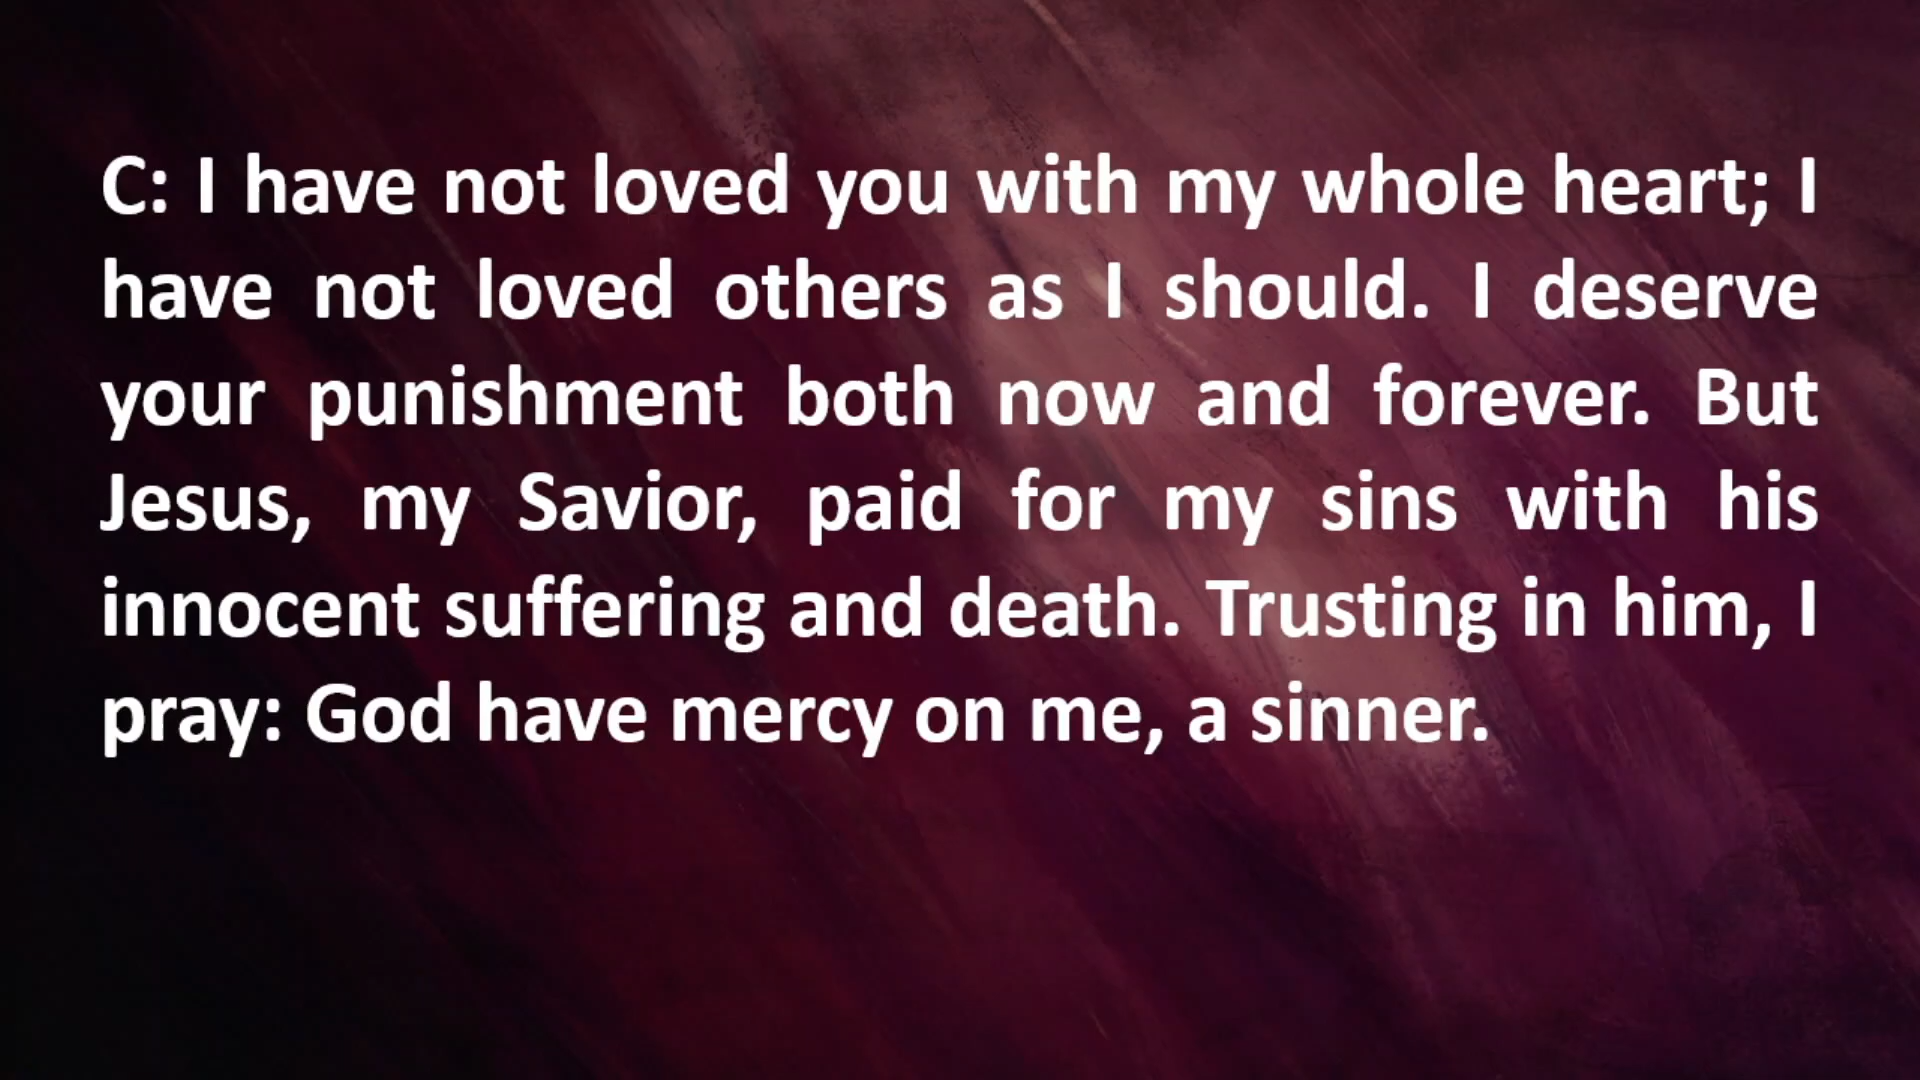 C: I have not loved you with my whole heart; I
have not loved others as I should. I deserve
your punishment both now and forever. But
Jesus, my Savior, paid for my sins with his
innocent suffering and death. Trusting in him, I
pray: God have mercy on me, a sinner.